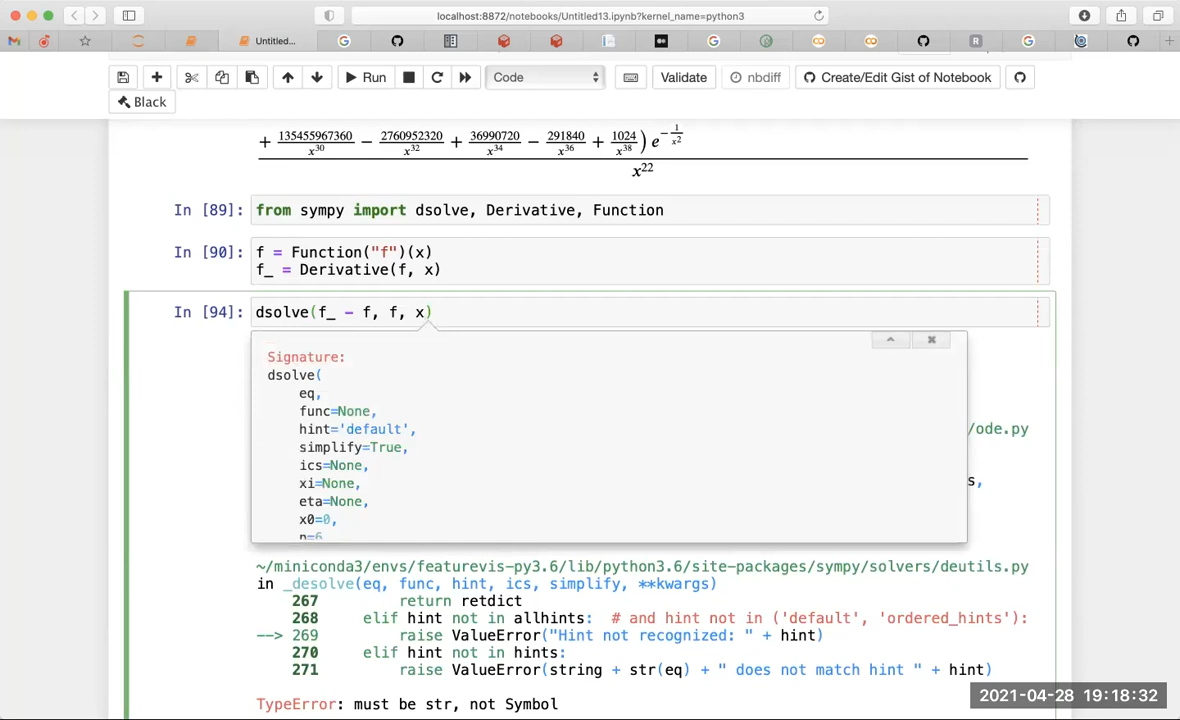 localhost:8872/notebooks/Untitled13.ipynb?kernel_name=python3
Untitled...
Run
Code
Validate
nbdiff
Create/Edit Gist of Notebook
Black
+ 135455967360/x^30 − 2760952320/x^32 + 36990720/x^34 − 291840/x^36 + 1024/x^38 ) e^−1/x^2
x^22
In [89]: from sympy import dsolve, Derivative, Function
In [90]: f = Function("f")(x)
f_ = Derivative(f, x)
In [94]: dsolve(f_ - f, f, x)
Signature:
dsolve(
eq,
func=None,
hint='default',
simplify=True,
ics=None,
xi=None,
eta=None,
x0=0,
n=6
/ode.py
s,
~/miniconda3/envs/featurevis-py3.6/lib/python3.6/site-packages/sympy/solvers/deutils.py
in _desolve(eq, func, hint, ics, simplify, **kwargs)
267 return retdict
268 elif hint not in allhints: # and hint not in ('default', 'ordered_hints'):
--> 269 raise ValueError("Hint not recognized: " + hint)
270 elif hint not in hints:
271 raise ValueError(string + str(eq) + " does not match hint " + hint)
TypeError: must be str, not Symbol
2021-04-28 19:18:32